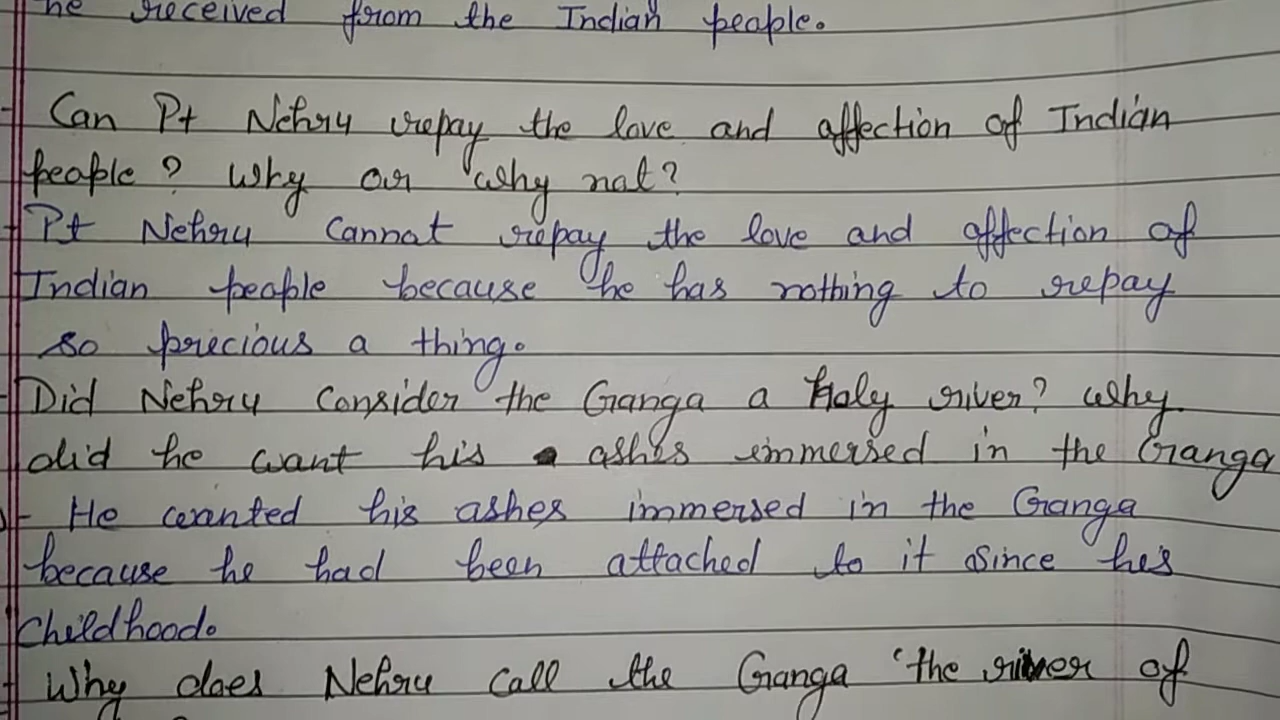 he received from the Indian people.
Can Pt Nehru repay the love and affection of Indian
people ? Why or why not?
Pt Nehru cannot repay the love and affection of
Indian people because he has nothing to repay
so precious a thing.
Did Nehru consider the Ganga a Holy river? Why
did he want his ashes immersed in the Ganga
- He wanted his ashes immersed in the Ganga
because he had been attached to it since his
childhood.
Why does Nehru call the Ganga 'the river of